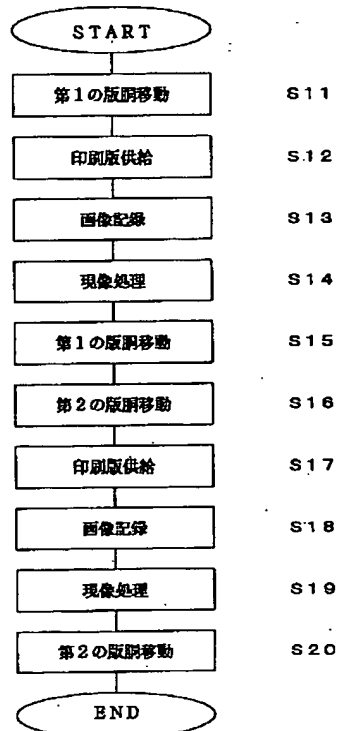 START
第1の版胴移動 S11
印刷版供給 S12
画像記録 S13
現像処理 S14
第1の版胴移動 S15
第2の版胴移動 S16
印刷版供給 S17
画像記録 S18
現像処理 S19
第2の版胴移動 S20
END